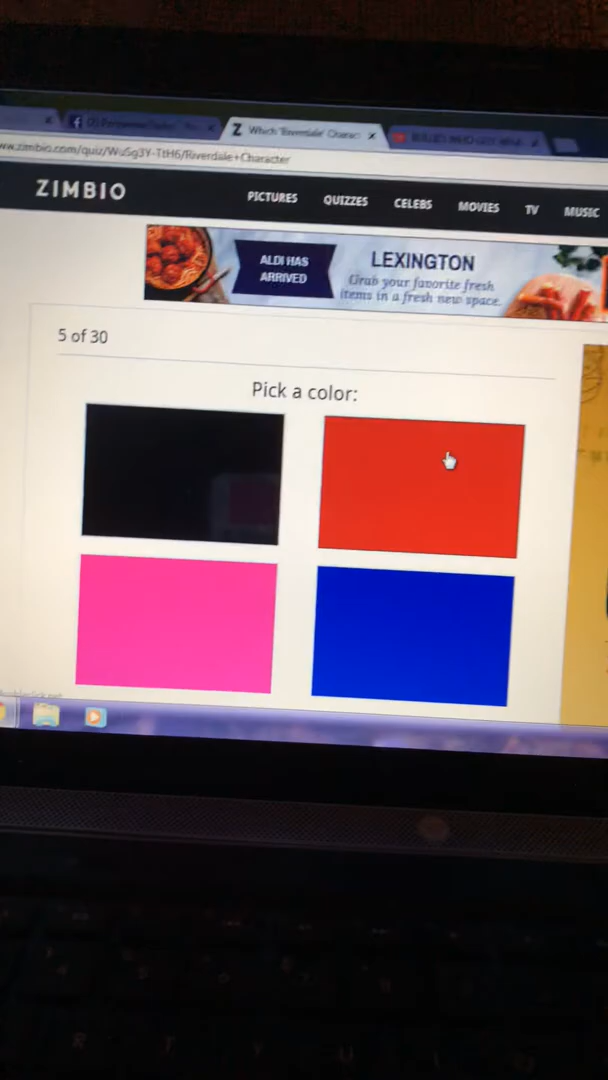 Which 'Riverdale' Charac
ww.zimbio.com/quiz/WuSg3Y-TtH6/Riverdale+Character
ZIMBIO
PICTURES QUIZZES CELEBS MOVIES TV MUSIC
ALDI HAS
ARRIVED
LEXINGTON
Grab your favorite fresh
items in a fresh new space.
5 of 30
Pick a color: